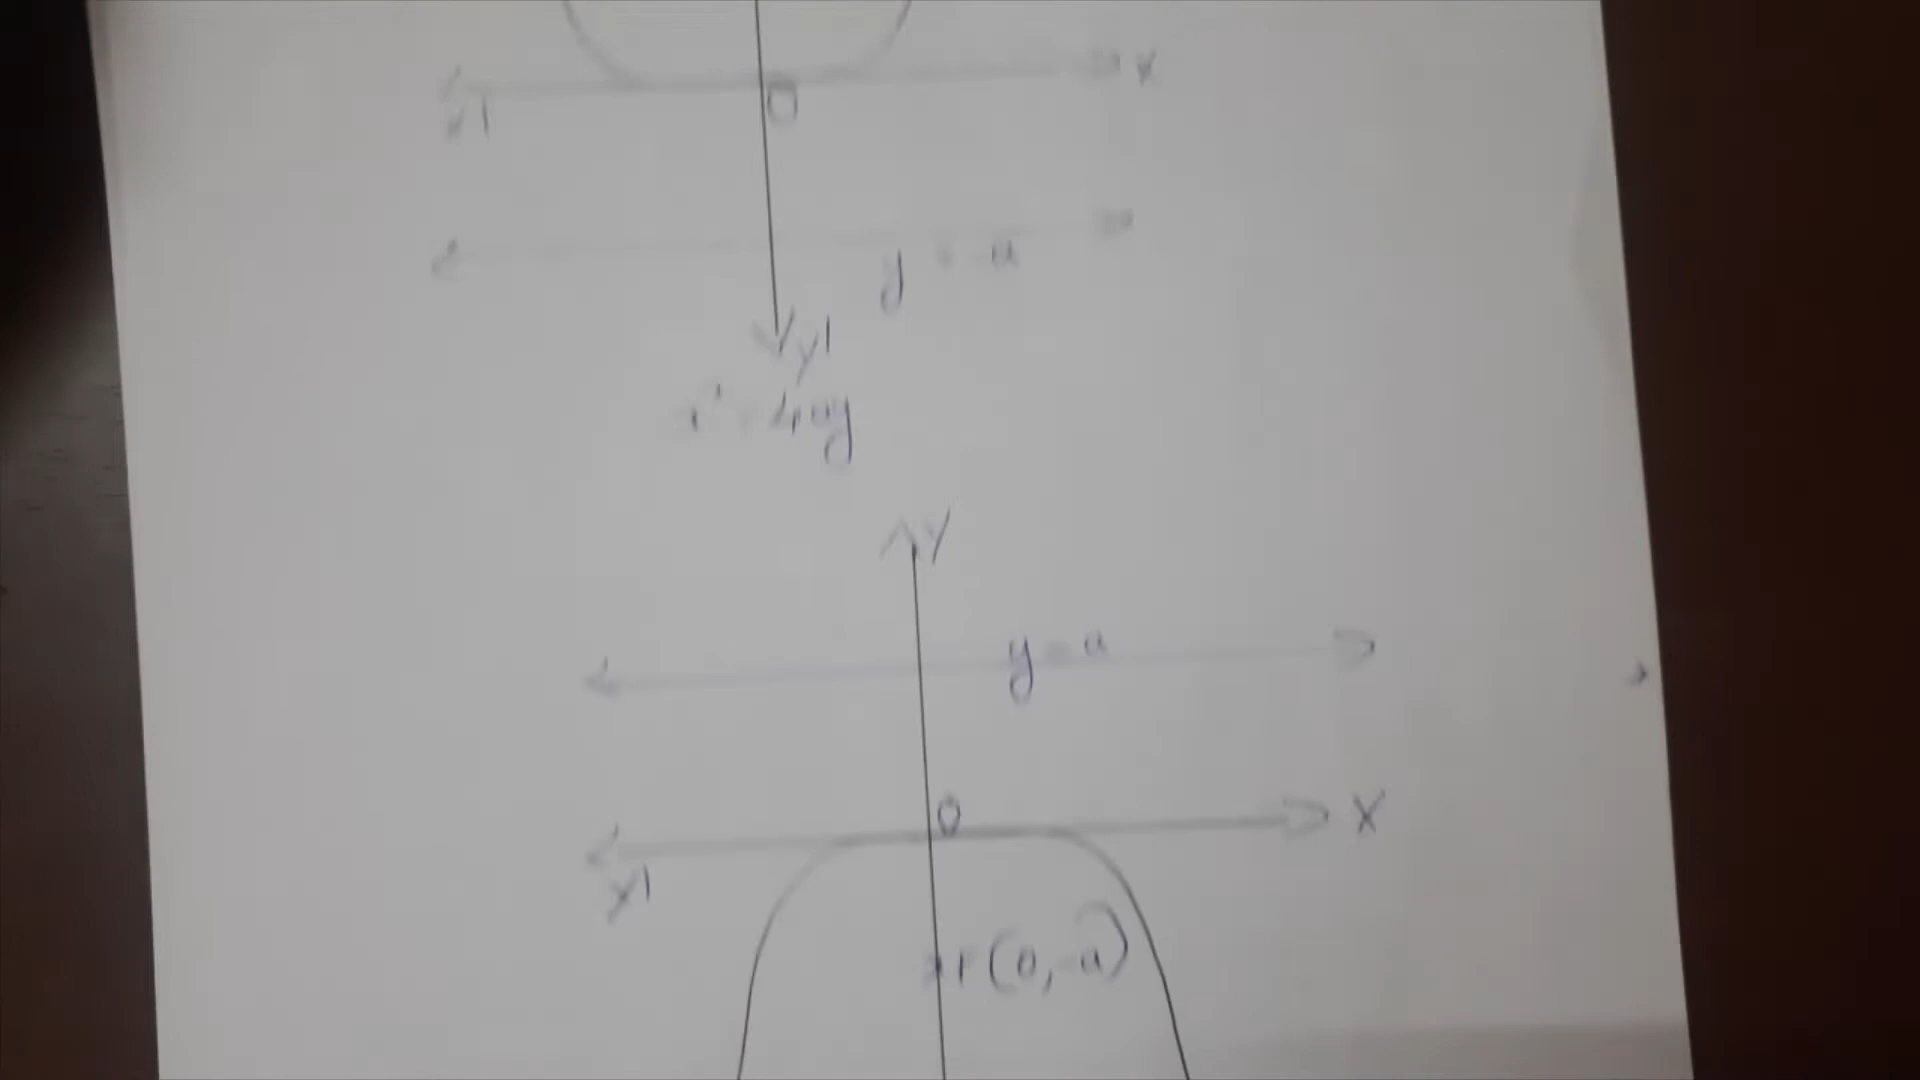 X
O
X|
y = -a
y|
x² = 4ay
Y
y = a
O
X
X|
F(0,-a)